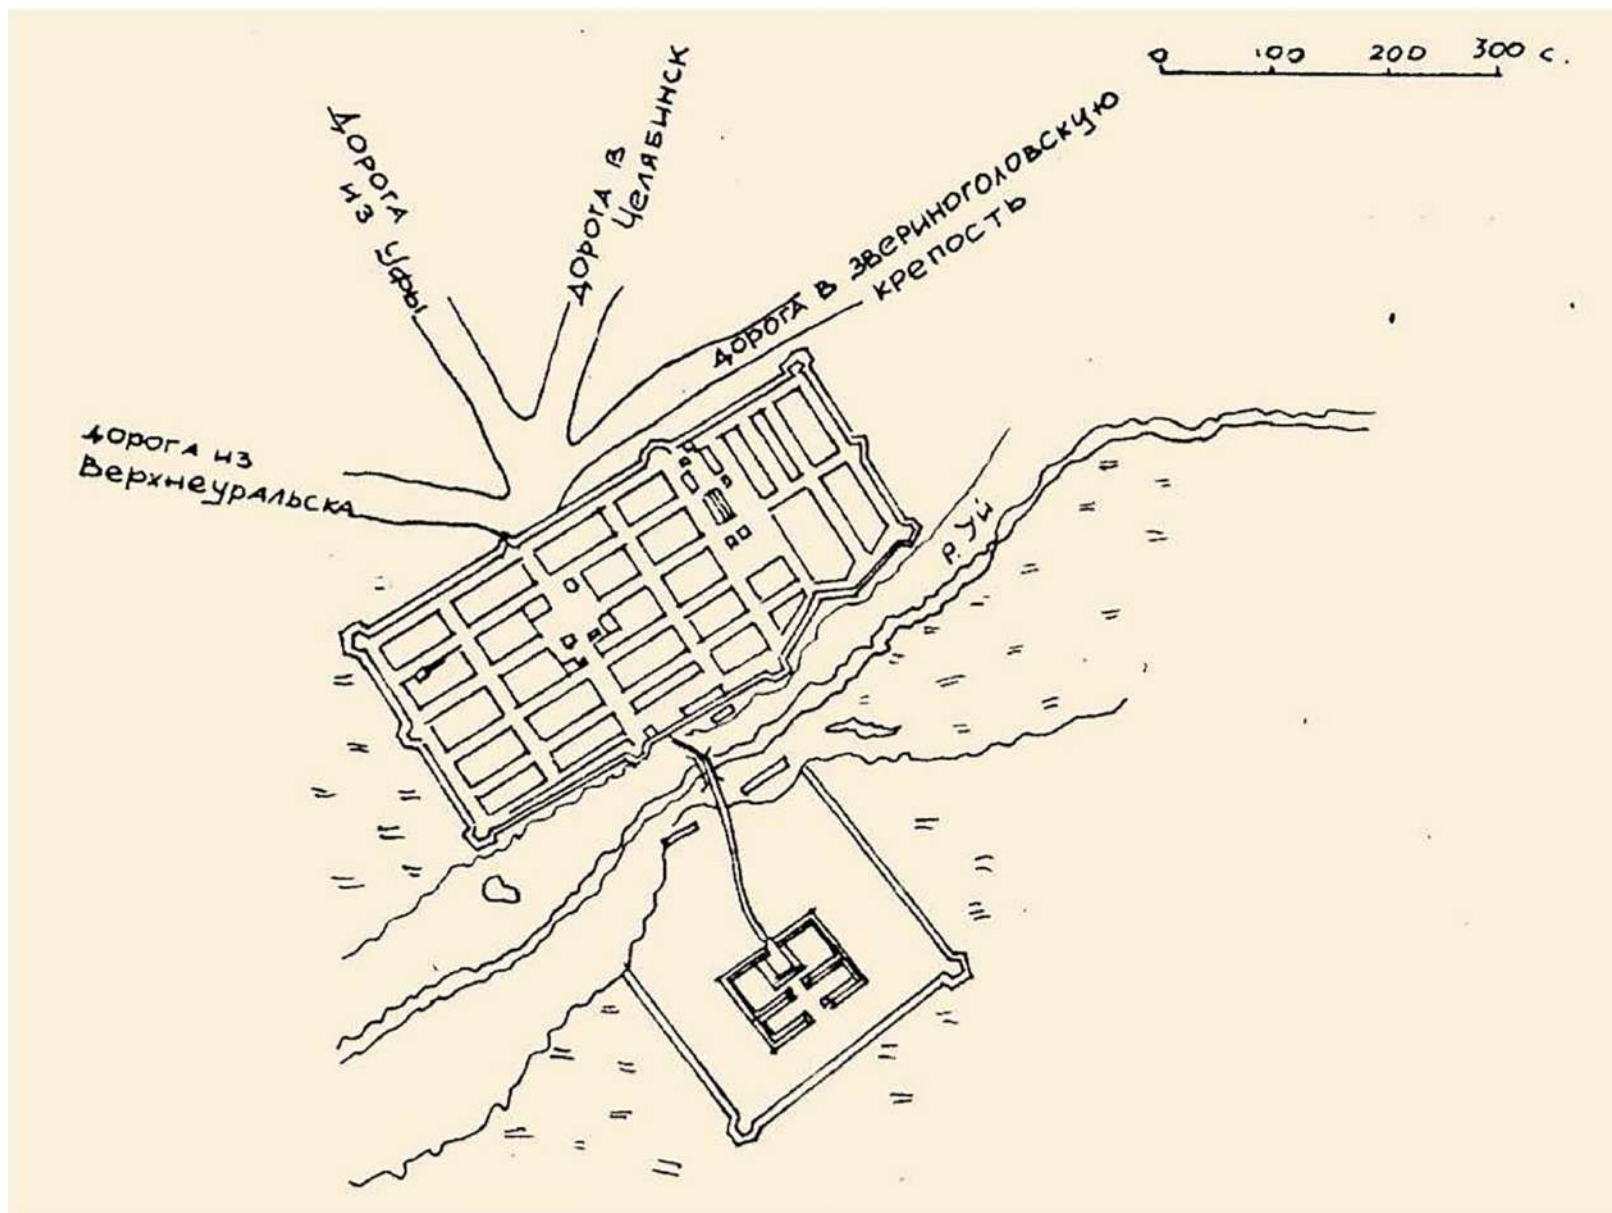 0 100 200 300 с.
Дорога
из Уфы
Дорога в
Челябинск
Дорога в Звериноголовскую
крепость
Дорога из
Верхнеуральска
р. Уй